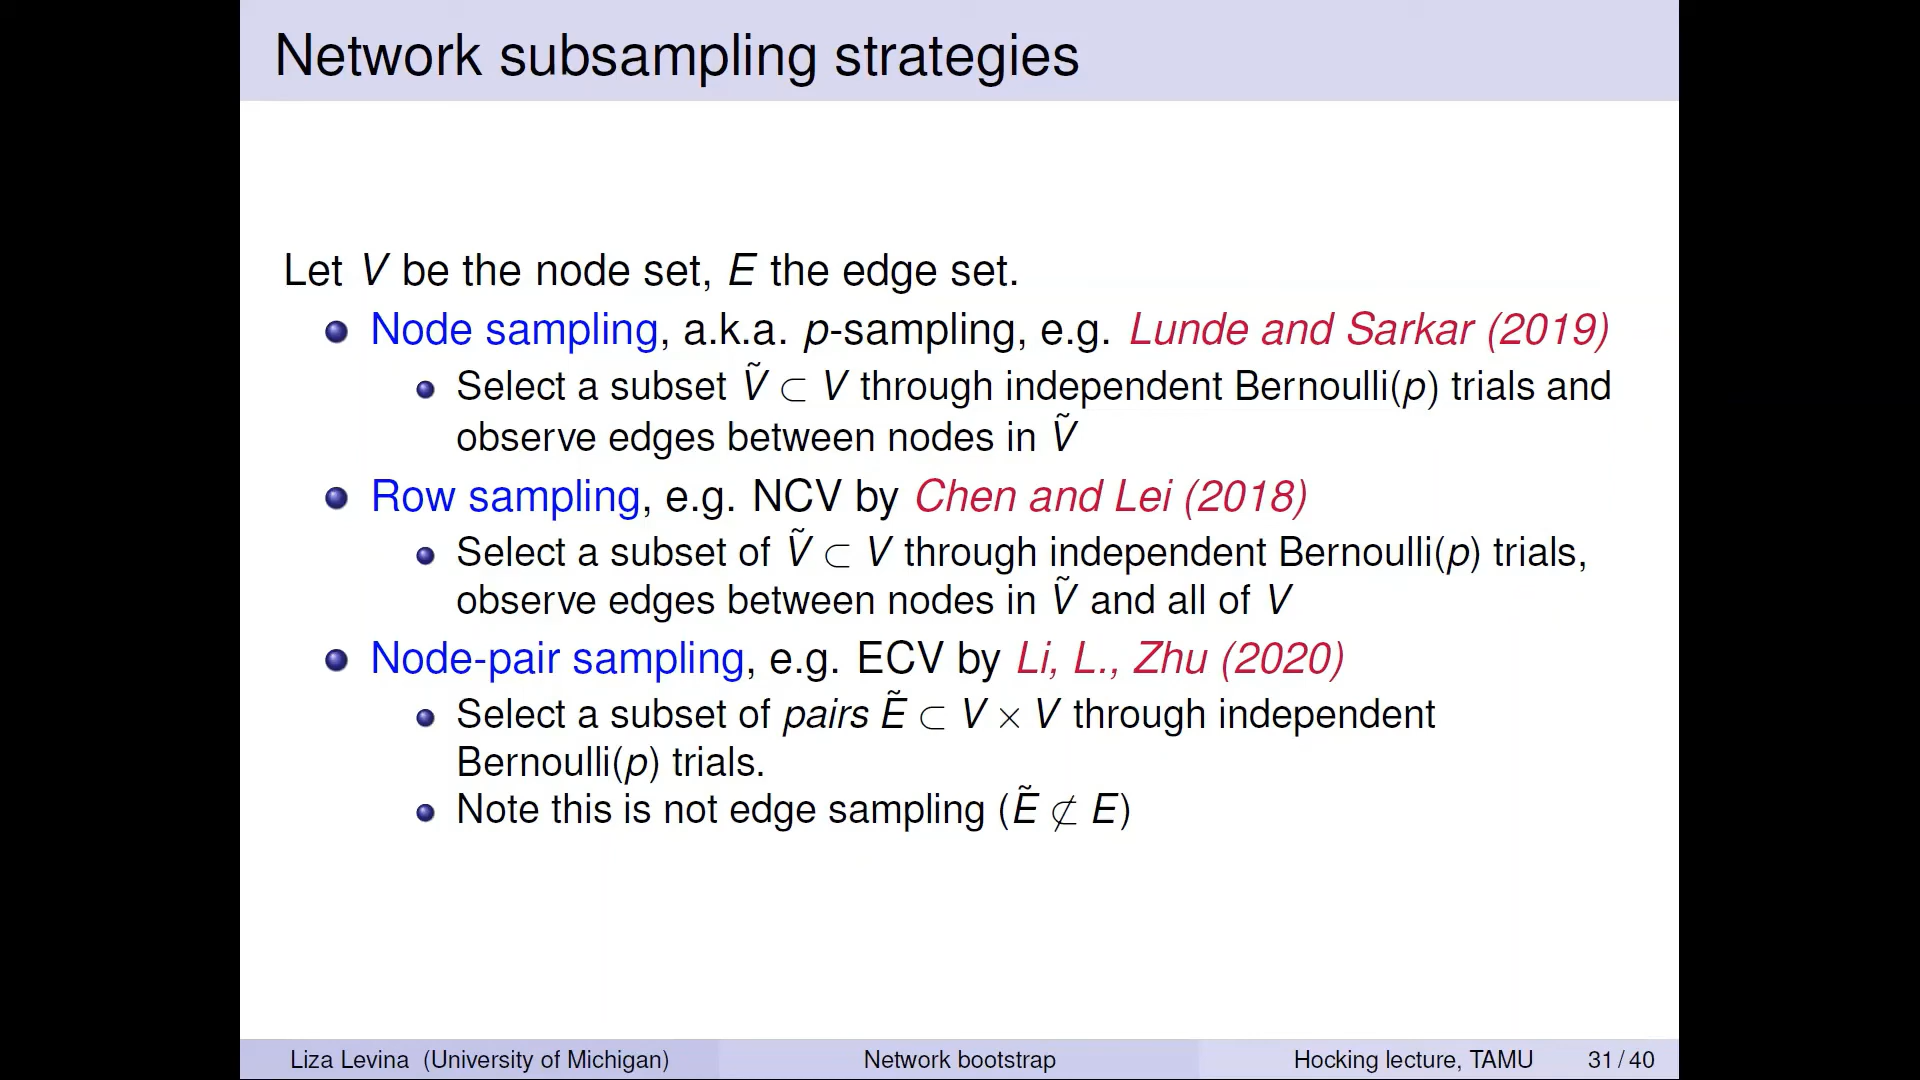 Network subsampling strategies
Let V be the node set, E the edge set.
Node sampling, a.k.a. p-sampling, e.g. Lunde and Sarkar (2019)
Select a subset Ṽ ⊂ V through independent Bernoulli(p) trials and
observe edges between nodes in Ṽ
Row sampling, e.g. NCV by Chen and Lei (2018)
Select a subset of Ṽ ⊂ V through independent Bernoulli(p) trials,
observe edges between nodes in Ṽ and all of V
Node-pair sampling, e.g. ECV by Li, L., Zhu (2020)
Select a subset of pairs Ẽ ⊂ V × V through independent
Bernoulli(p) trials.
Note this is not edge sampling (Ẽ ⊄ E)
Liza Levina (University of Michigan) Network bootstrap Hocking lecture, TAMU 31 / 40